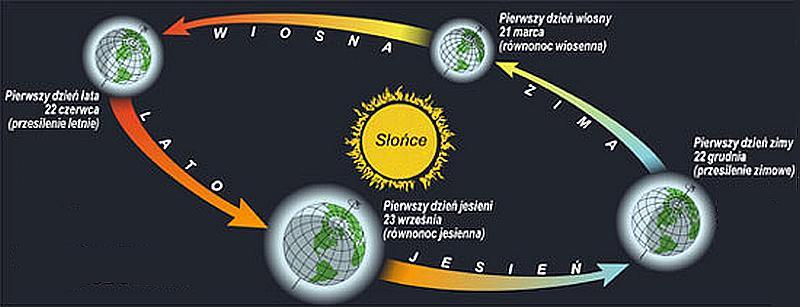 Pierwszy dzień wiosny
21 marca
(równonoc wiosenna)
WIOSNA
Pierwszy dzień lata
22 czerwca
(przesilenie letnie)
LATO
Słońce
ZIMA
Pierwszy dzień zimy
22 grudnia
(przesilenie zimowe)
Pierwszy dzień jesieni
23 września
(równonoc jesienna)
JESIEŃ